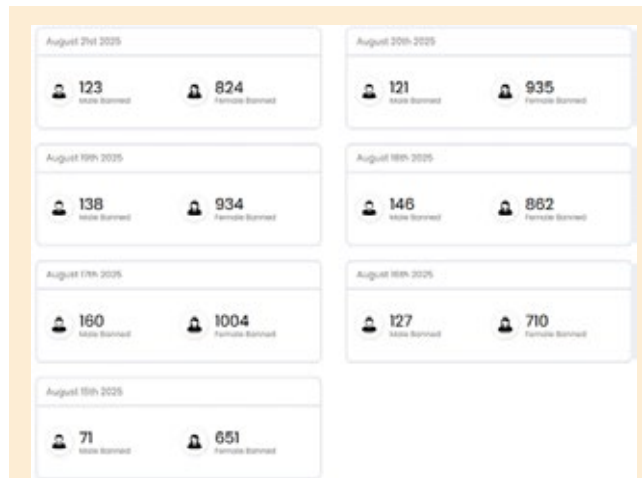 August 21st 2025
123
Male Banned
824
Female Banned
August 20th 2025
121
Male Banned
935
Female Banned
August 19th 2025
138
Male Banned
934
Female Banned
August 18th 2025
146
Male Banned
862
Female Banned
August 17th 2025
160
Male Banned
1004
Female Banned
August 16th 2025
127
Male Banned
710
Female Banned
August 15th 2025
71
Male Banned
651
Female Banned